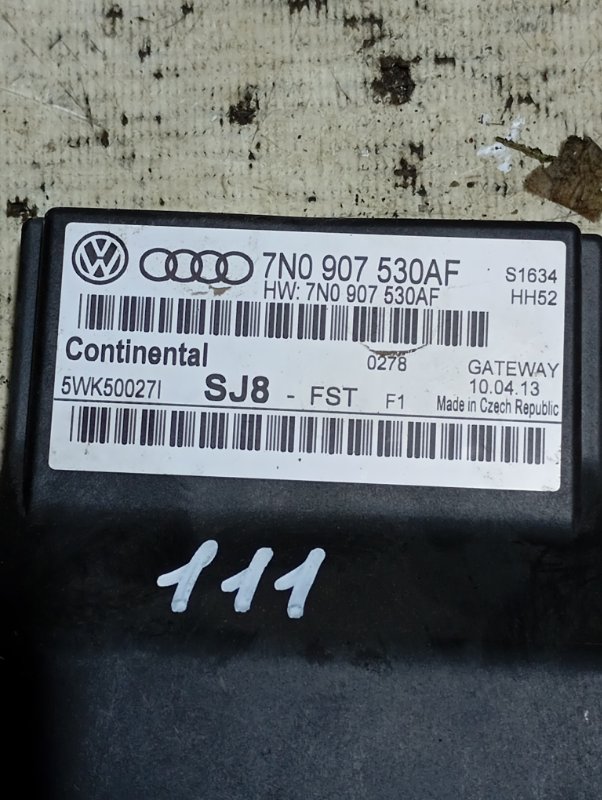 7N0 907 530AF S1634
HW: 7N0 907 530AF HH52
Continental 0278 GATEWAY
5WK50027I SJ8 - FST F1 10.04.13
Made in Czech Republic
111